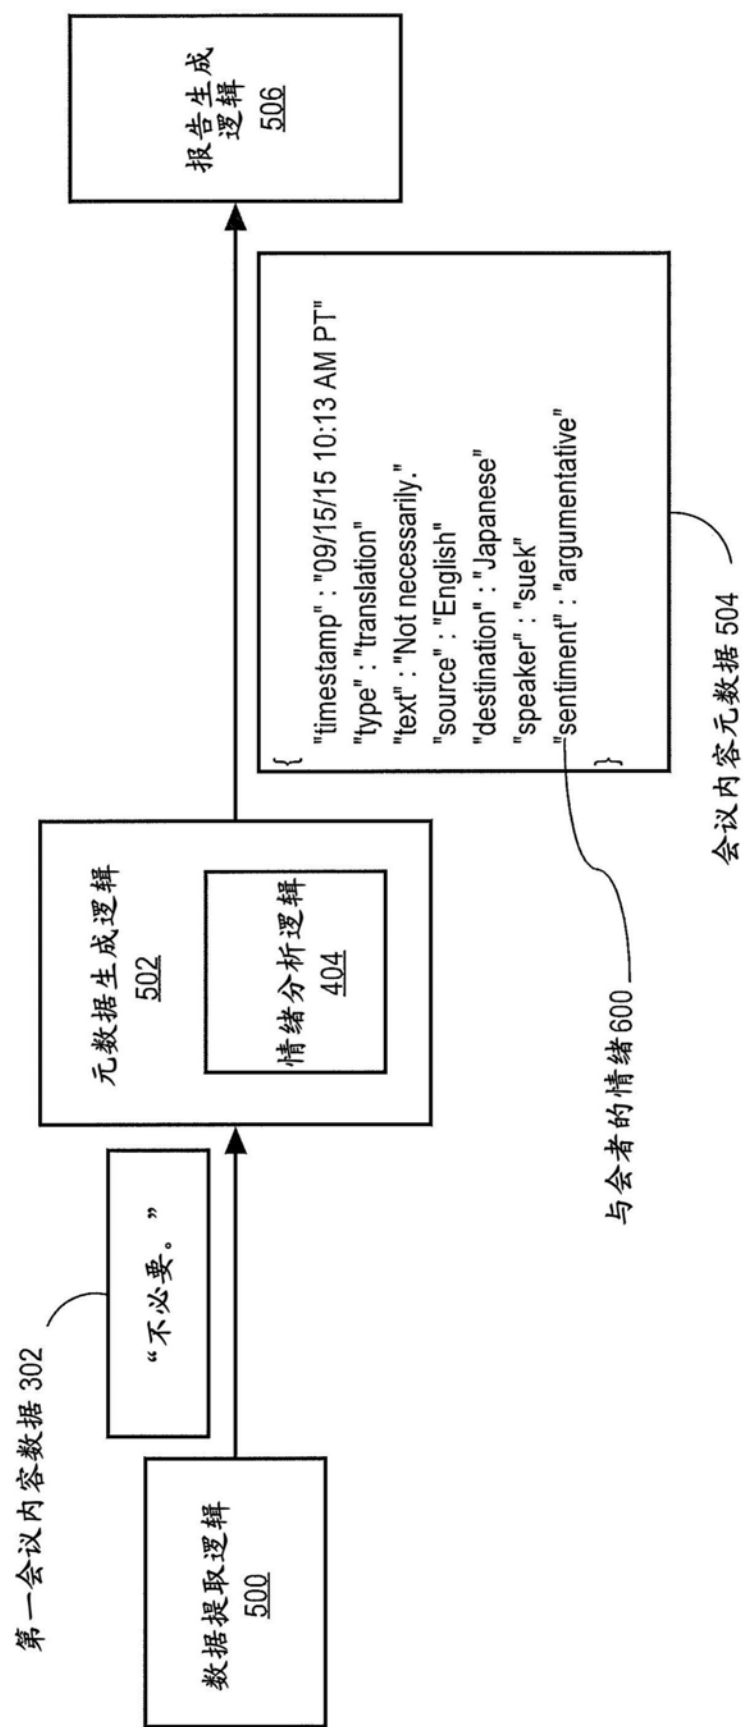 第一会议内容数据 302
数据提取逻辑
500
“不必要。”
元数据生成逻辑
502
情绪分析逻辑
404
{
"timestamp" : "09/15/15 10:13 AM PT"
"type" : "translation"
"text" : "Not necessarily."
"source" : "English"
"destination" : "Japanese"
"speaker" : "suek"
"sentiment" : "argumentative"
}
与会者的情绪600
会议内容元数据 504
报告生成
逻辑
506